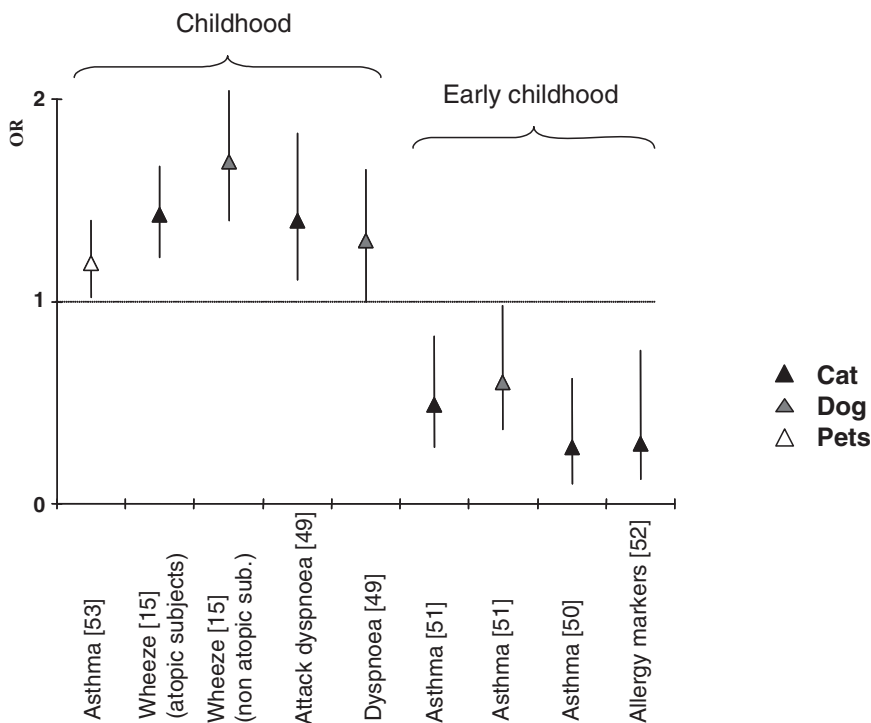 Childhood
Early childhood
OR
2
1
0
Cat
Dog
Pets
Asthma [53]
Wheeze [15]
(atopic subjects)
Wheeze [15]
(non atopic sub.)
Attack dyspnoea [49]
Dyspnoea [49]
Asthma [51]
Asthma [51]
Asthma [50]
Allergy markers [52]